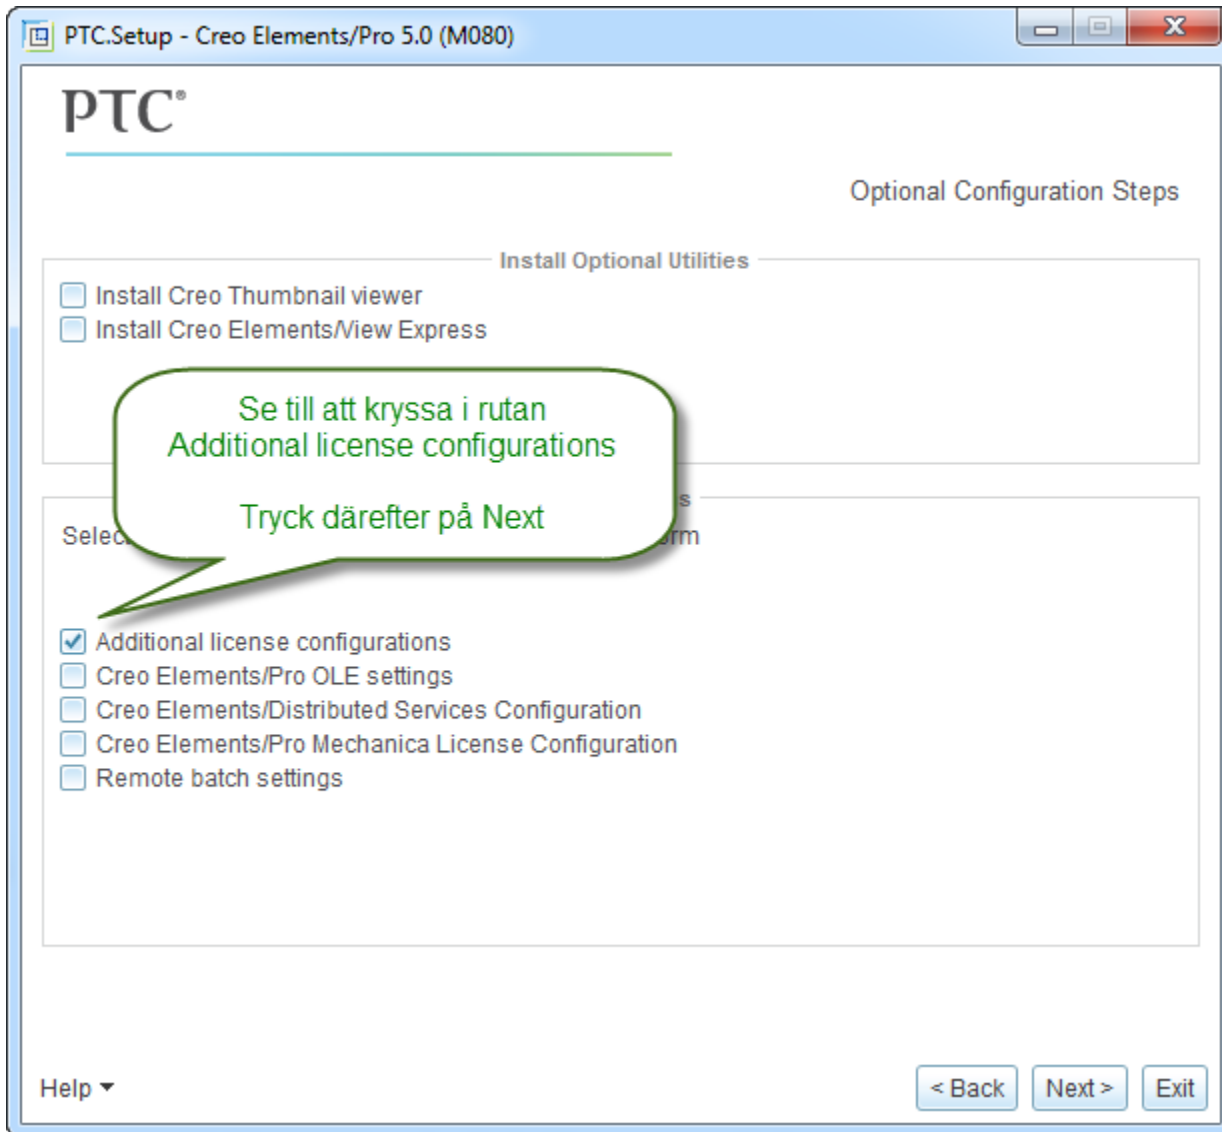 PTC.Setup - Creo Elements/Pro 5.0 (M080)
PTC®
Optional Configuration Steps
Install Optional Utilities
Install Creo Thumbnail viewer
Install Creo Elements/View Express
Se till att kryssa i rutan
Additional license configurations
Tryck därefter på Next
Additional license configurations
Creo Elements/Pro OLE settings
Creo Elements/Distributed Services Configuration
Creo Elements/Pro Mechanica License Configuration
Remote batch settings
Help
< Back
Next >
Exit